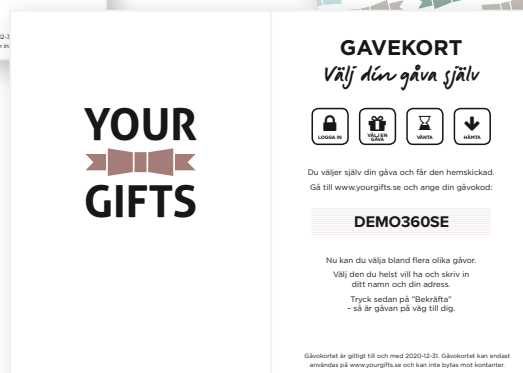 YOUR
GIFTS
GAVEKORT
Välj din gåva själv
LOGGA IN
VÄLJ EN
GÅVA
VÄNTA
HÄMTA
Du väljer själv din gåva och får den hemskickad.
Gå till www.yourgifts.se och ange din gåvokod:
DEMO360SE
Nu kan du välja bland flera olika gåvor.
Välj den du helst vill ha och skriv in
ditt namn och din adress.
Tryck sedan på "Bekräfta"
– så är gåvan på väg till dig.
Gåvokortet är giltigt till och med 2020-12-31. Gåvokortet kan endast
användas på www.yourgifts.se och kan inte bytas mot kontanter.